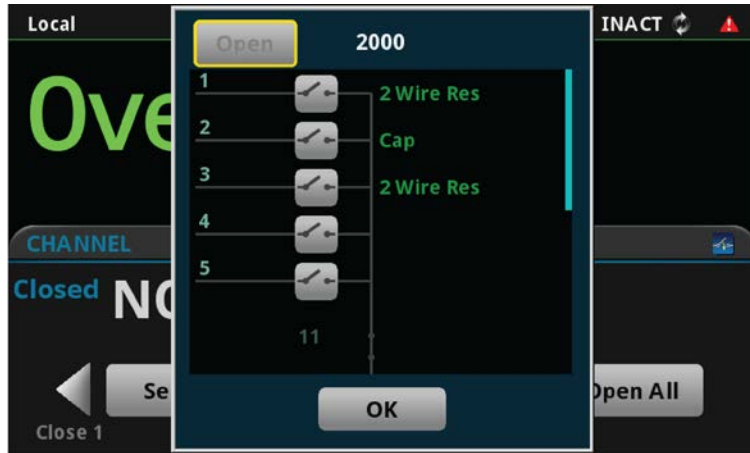 Local
INACT
Open
2000
1
2 Wire Res
2
Cap
3
2 Wire Res
4
5
11
OK
Ove
CHANNEL
Closed
NO
Se
Open All
Close 1